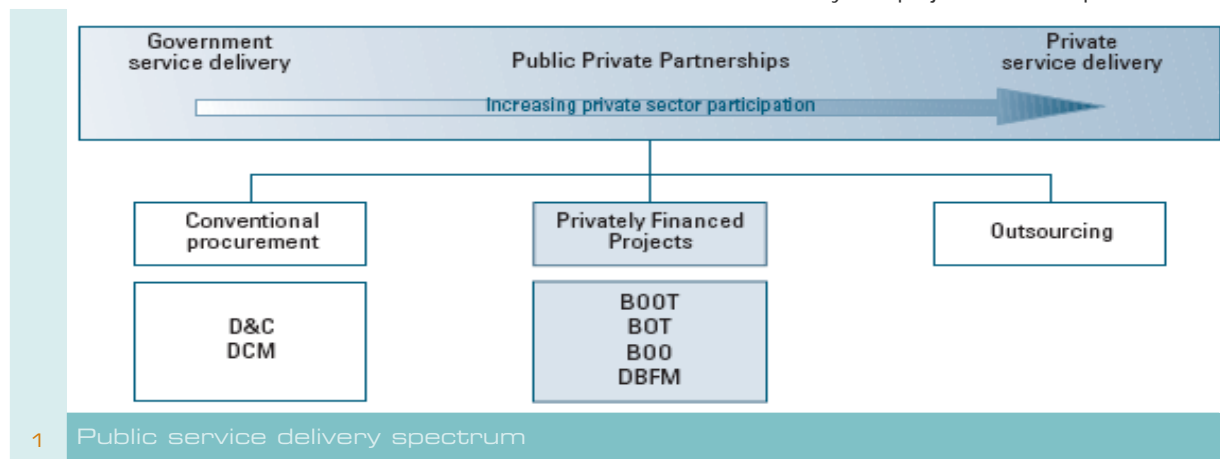 Government
service delivery
Public Private Partnerships
Private
service delivery
Increasing private sector participation
Conventional
procurement
Privately Financed
Projects
Outsourcing
D&C
DCM
BOOT
BOT
BOO
DBFM
1 Public service delivery spectrum